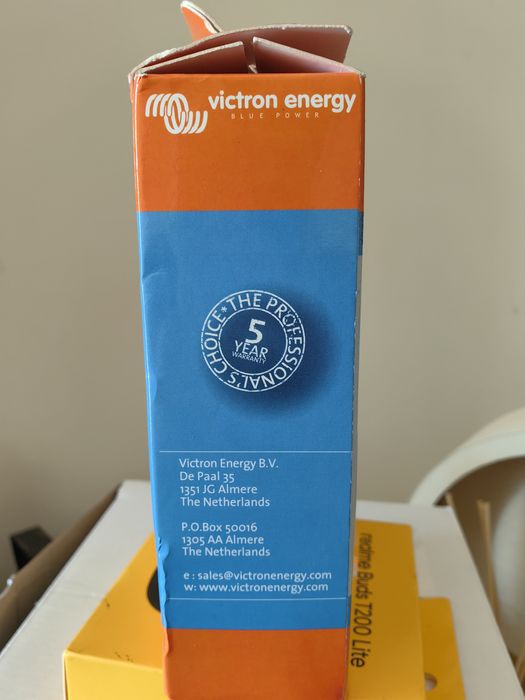 victron energy
BLUE POWER
THE PROFESSIONAL'S CHOICE*
5
YEAR
WARRANTY
Victron Energy B.V.
De Paal 35
1351 JG Almere
The Netherlands
P.O.Box 50016
1305 AA Almere
The Netherlands
e : sales@victronenergy.com
w: www.victronenergy.com
realme Buds T200 Lite